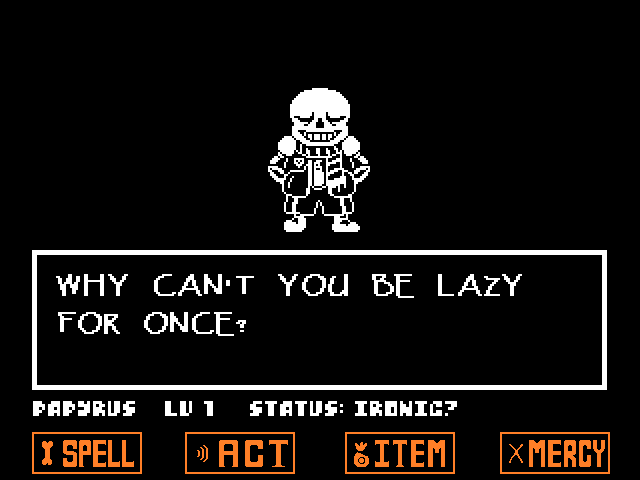 WHY CAN'T YOU BE LAZY
FOR ONCE?
PAPYRUS LV 1 STATUS: IRONIC?
SPELL ACT ITEM MERCY